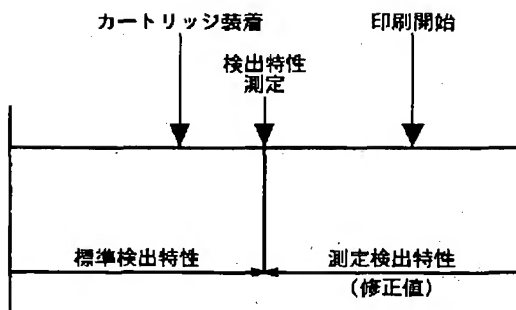 カートリッジ装着
印刷開始
検出特性
測定
標準検出特性
測定検出特性
(修正値)